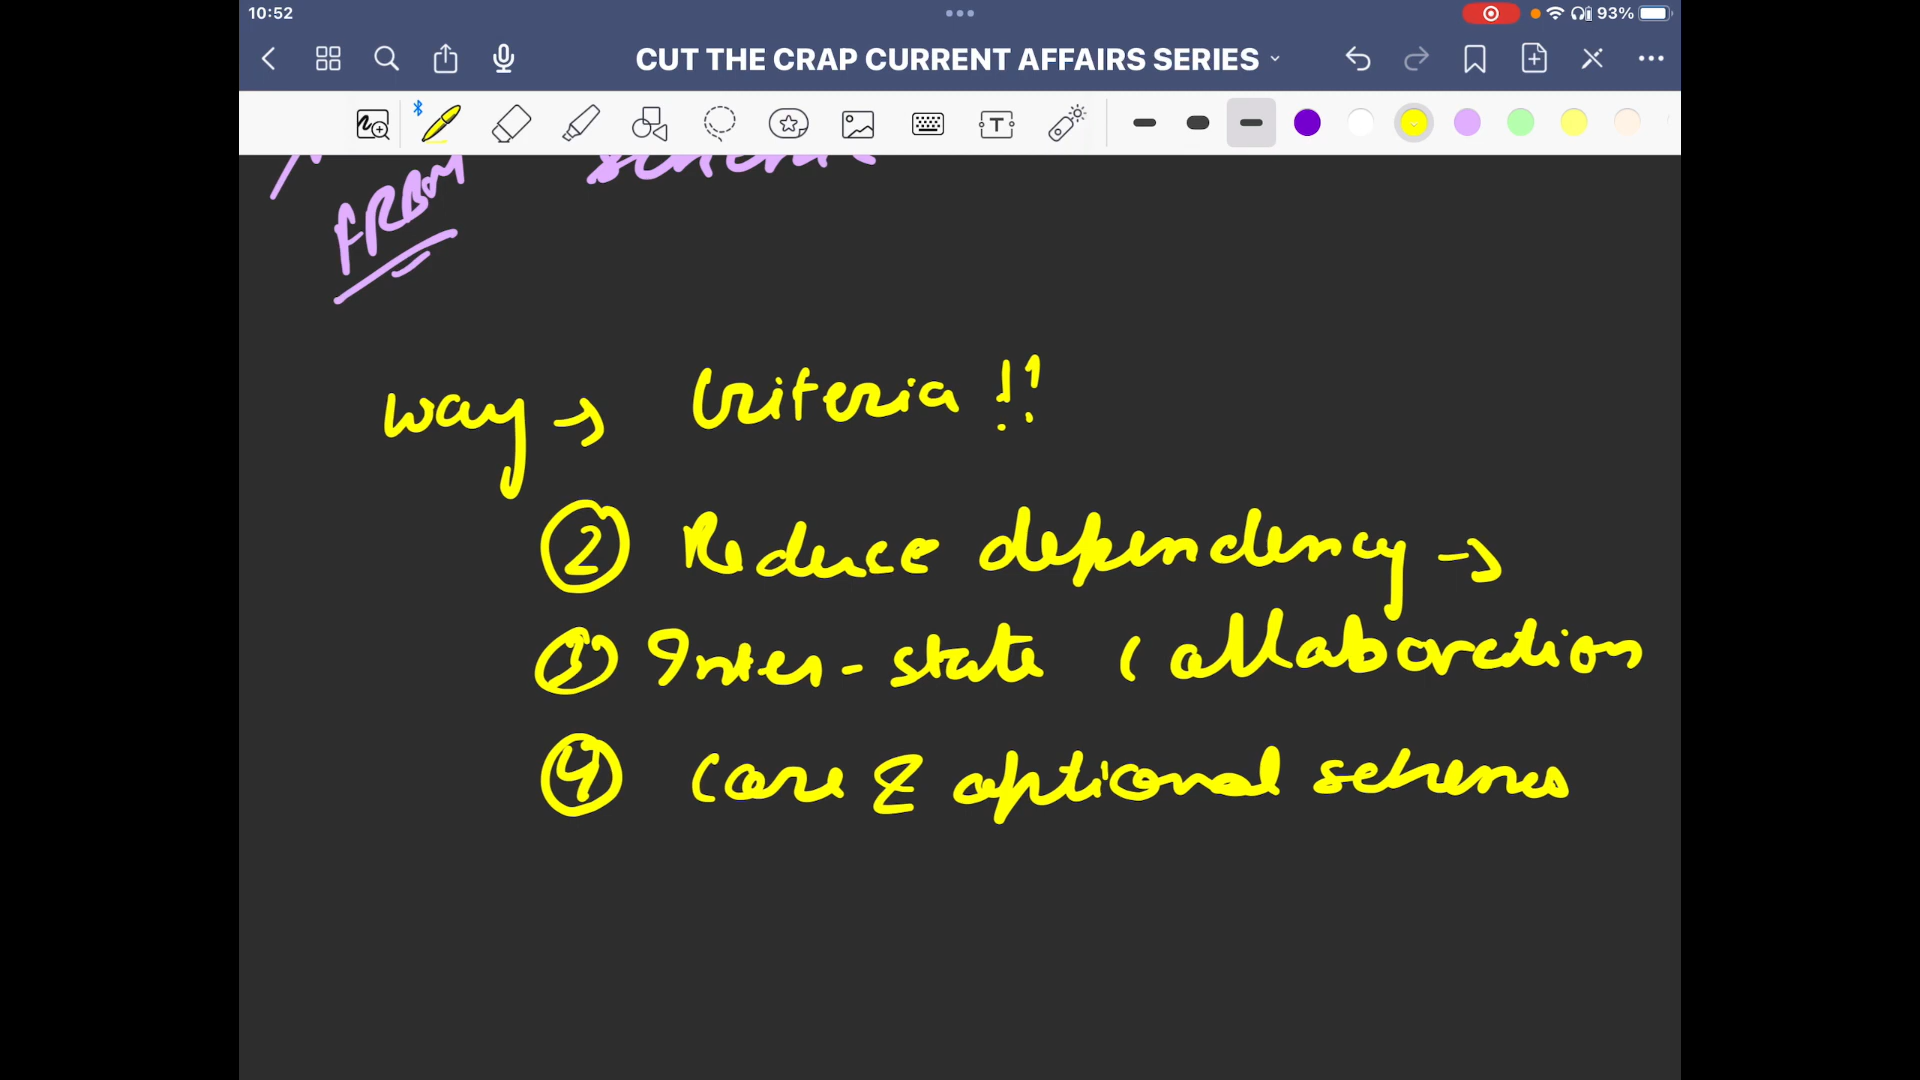 10:52
93%
CUT THE CRAP CURRENT AFFAIRS SERIES
T
FRBM
way → Criteria !!
② Reduce dependency →
③ Inter-state Collaboration
④ Core & optional schemes